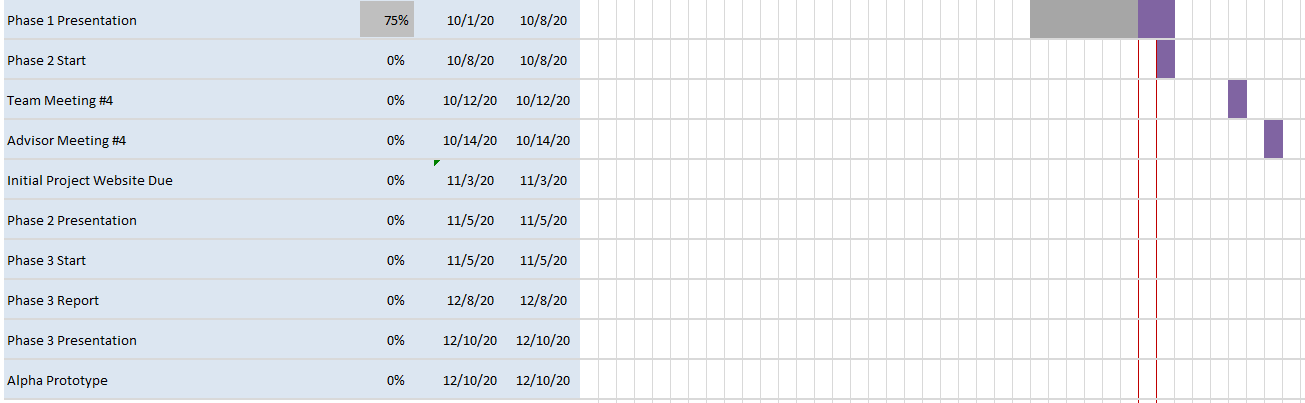 Phase 1 Presentation 75% 10/1/20 10/8/20
Phase 2 Start 0% 10/8/20 10/8/20
Team Meeting #4 0% 10/12/20 10/12/20
Advisor Meeting #4 0% 10/14/20 10/14/20
Initial Project Website Due 0% 11/3/20 11/3/20
Phase 2 Presentation 0% 11/5/20 11/5/20
Phase 3 Start 0% 11/5/20 11/5/20
Phase 3 Report 0% 12/8/20 12/8/20
Phase 3 Presentation 0% 12/10/20 12/10/20
Alpha Prototype 0% 12/10/20 12/10/20